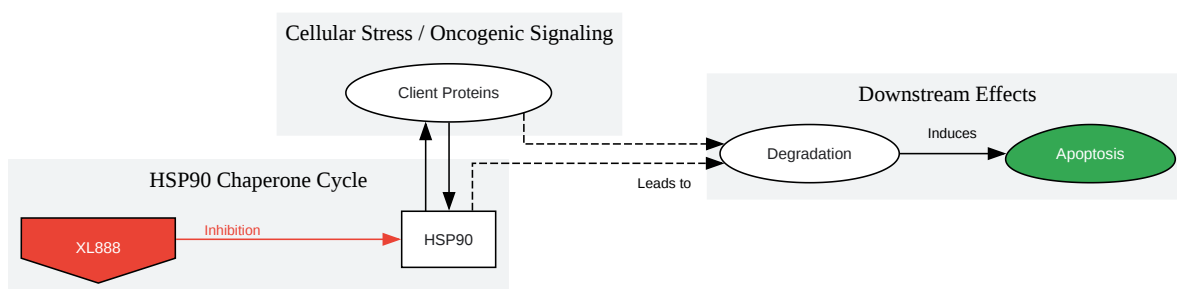 Cellular Stress / Oncogenic Signaling
Client Proteins
Downstream Effects
Induces
Degradation
Apoptosis
Leads to
HSP90 Chaperone Cycle
Inhibition
XL888
HSP90